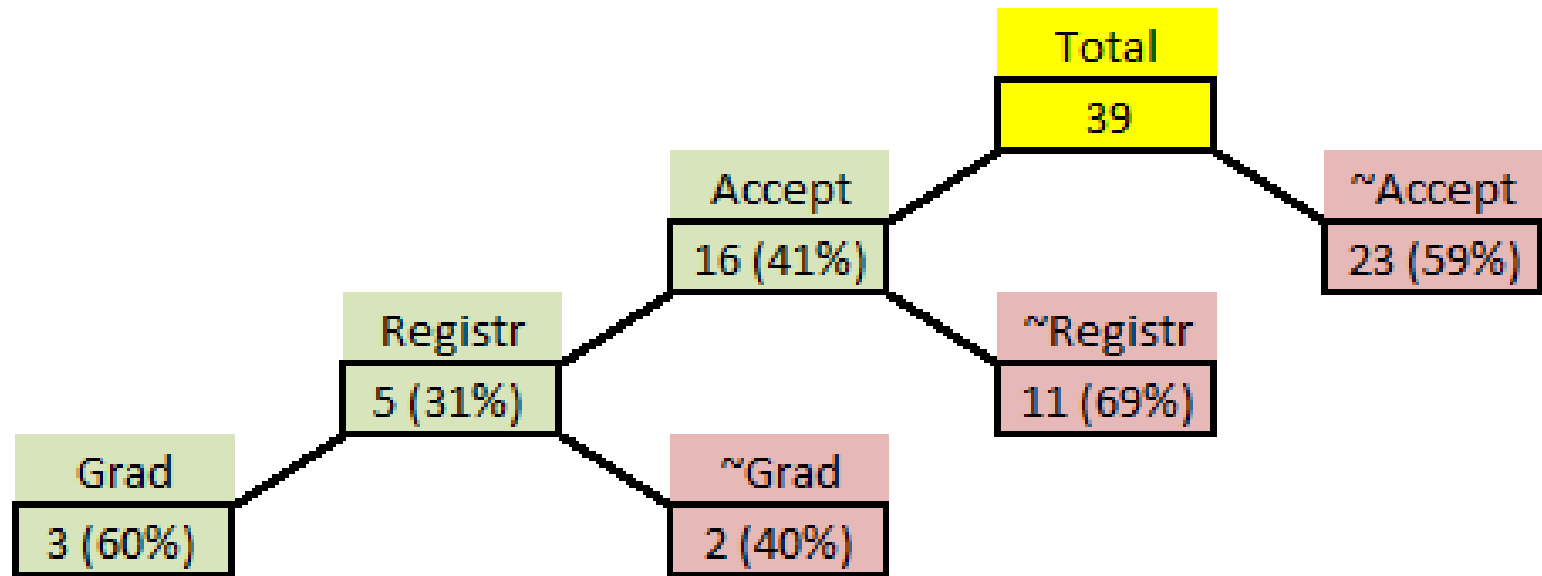 Total
39
Accept
~Accept
16 (41%)
23 (59%)
Registr
~Registr
5 (31%)
11 (69%)
Grad
~Grad
3 (60%)
2 (40%)